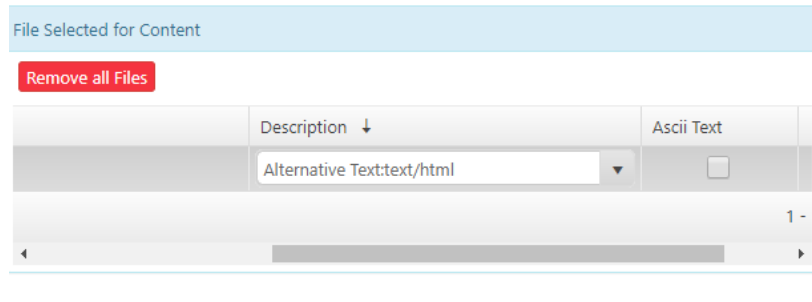 File Selected for Content
Remove all Files
Description ↓ Ascii Text
Alternative Text:text/html
1 -